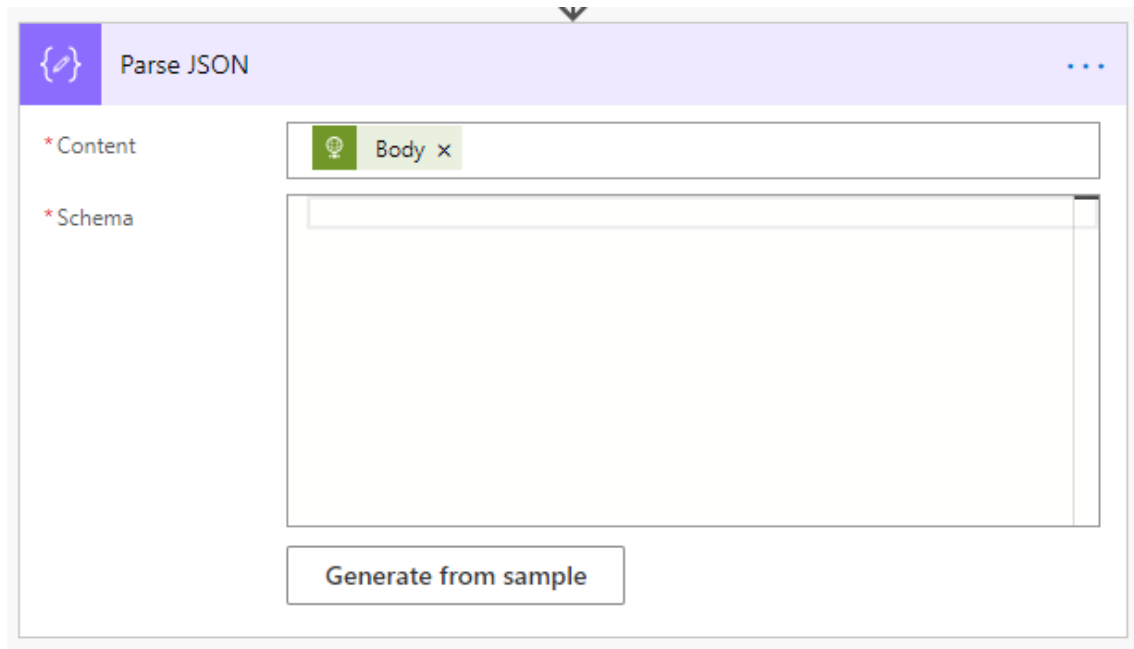 Parse JSON
...
* Content
Body ×
* Schema
Generate from sample